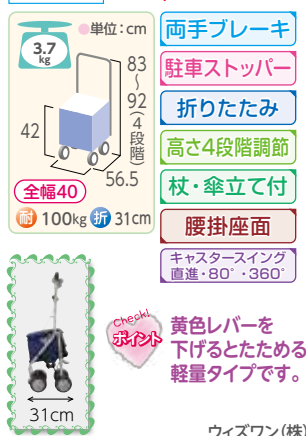 単位：cm
3.7
kg
83
〜
92
（4段階）
42
56.5
全幅40
耐 100kg 折 31cm
両手ブレーキ
駐車ストッパー
折りたたみ
高さ4段階調節
杖・傘立て付
腰掛座面
キャスタースイング
直進・80°・360°
31cm
Check!
ポイント
黄色レバーを
下げるとたためる
軽量タイプです。
ウィズワン（株）